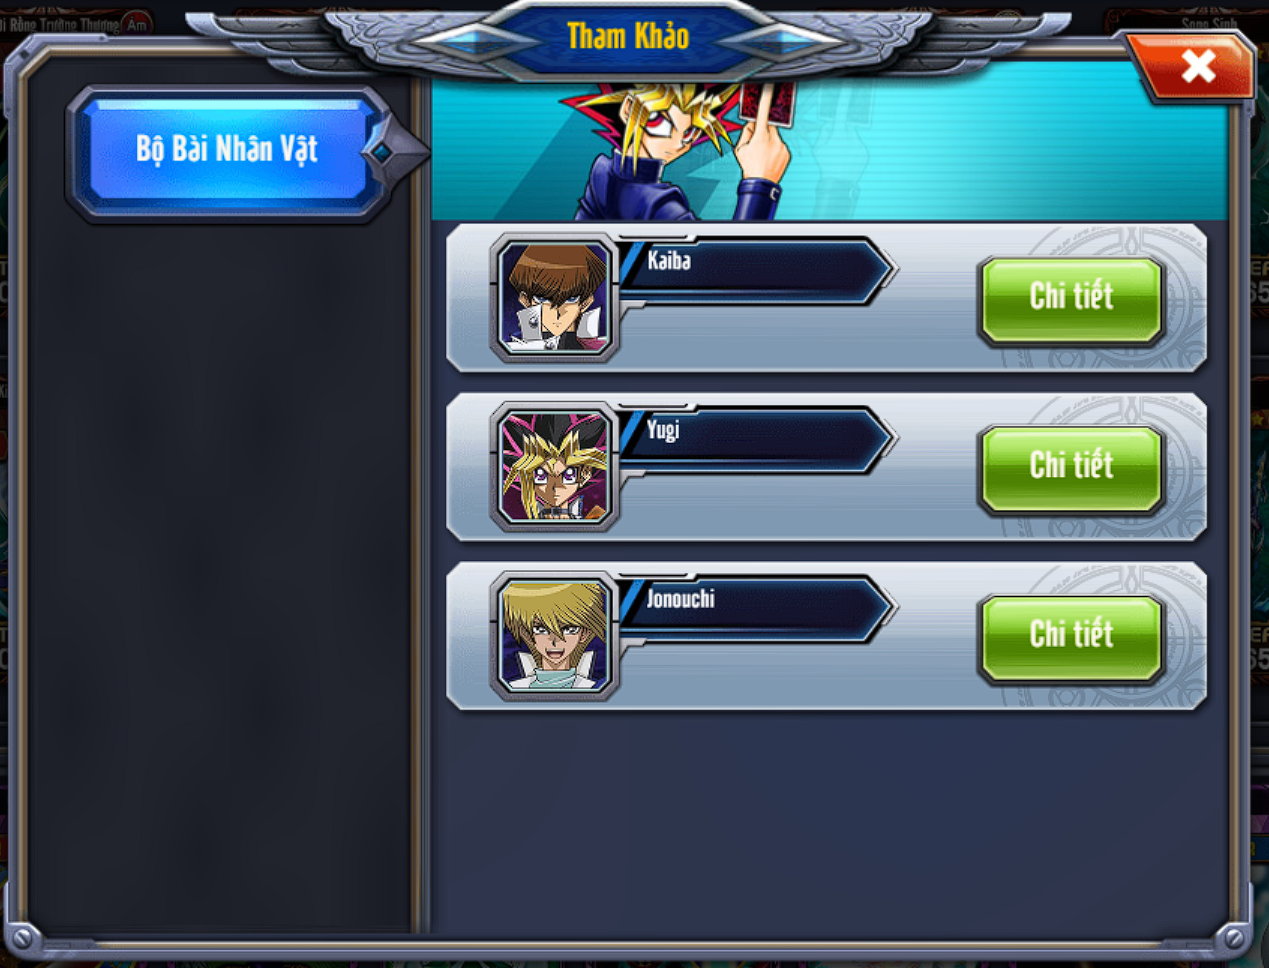 Tham Khảo
Bộ Bài Nhân Vật
Kaiba
Chi tiết
Yugi
Chi tiết
Jonouchi
Chi tiết